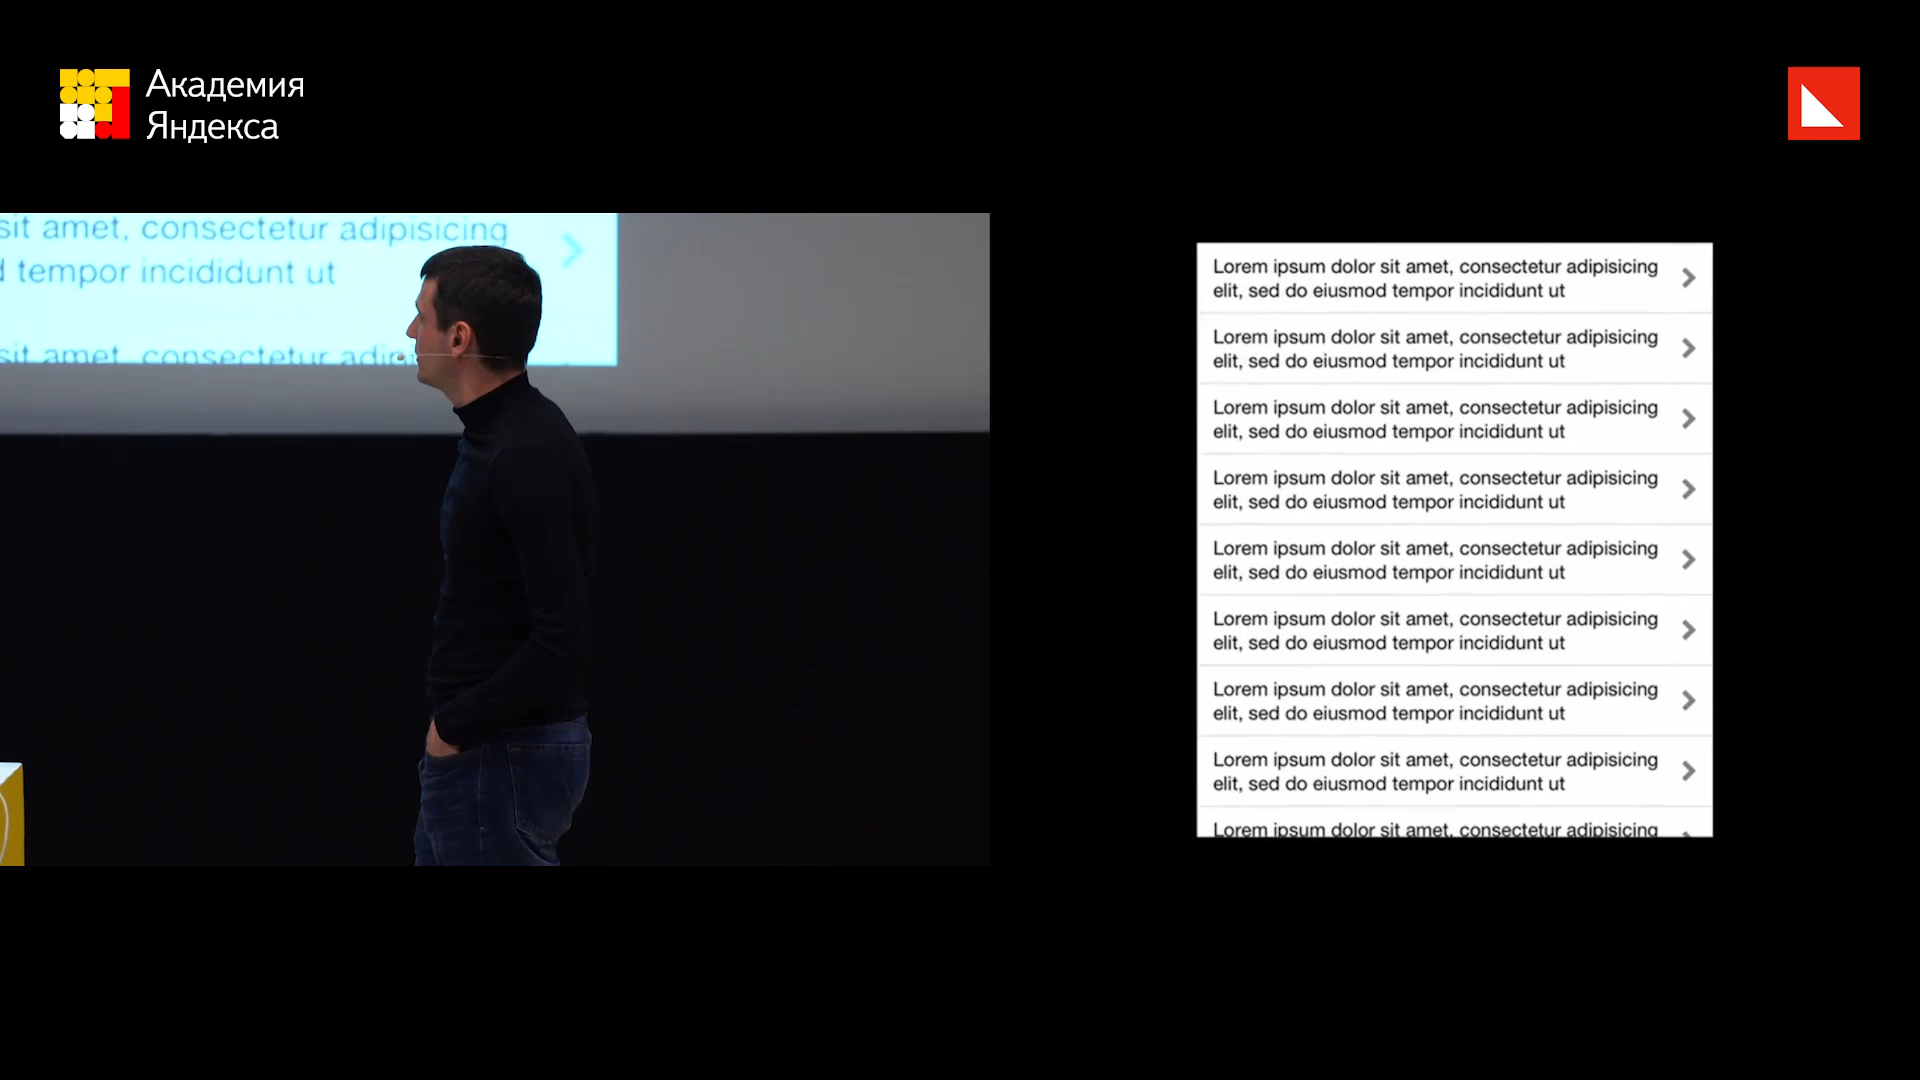 Академия
Яндекса
sit amet, consectetur adipisicing
tempor incididunt ut
sit amet, consectetur
Lorem ipsum dolor sit amet, consectetur adipisicing
elit, sed do eiusmod tempor incididunt ut
Lorem ipsum dolor sit amet, consectetur adipisicing
elit, sed do eiusmod tempor incididunt ut
Lorem ipsum dolor sit amet, consectetur adipisicing
elit, sed do eiusmod tempor incididunt ut
Lorem ipsum dolor sit amet, consectetur adipisicing
elit, sed do eiusmod tempor incididunt ut
Lorem ipsum dolor sit amet, consectetur adipisicing
elit, sed do eiusmod tempor incididunt ut
Lorem ipsum dolor sit amet, consectetur adipisicing
elit, sed do eiusmod tempor incididunt ut
Lorem ipsum dolor sit amet, consectetur adipisicing
elit, sed do eiusmod tempor incididunt ut
Lorem ipsum dolor sit amet, consectetur adipisicing
elit, sed do eiusmod tempor incididunt ut
Lorem ipsum dolor sit amet, consectetur adipisicing